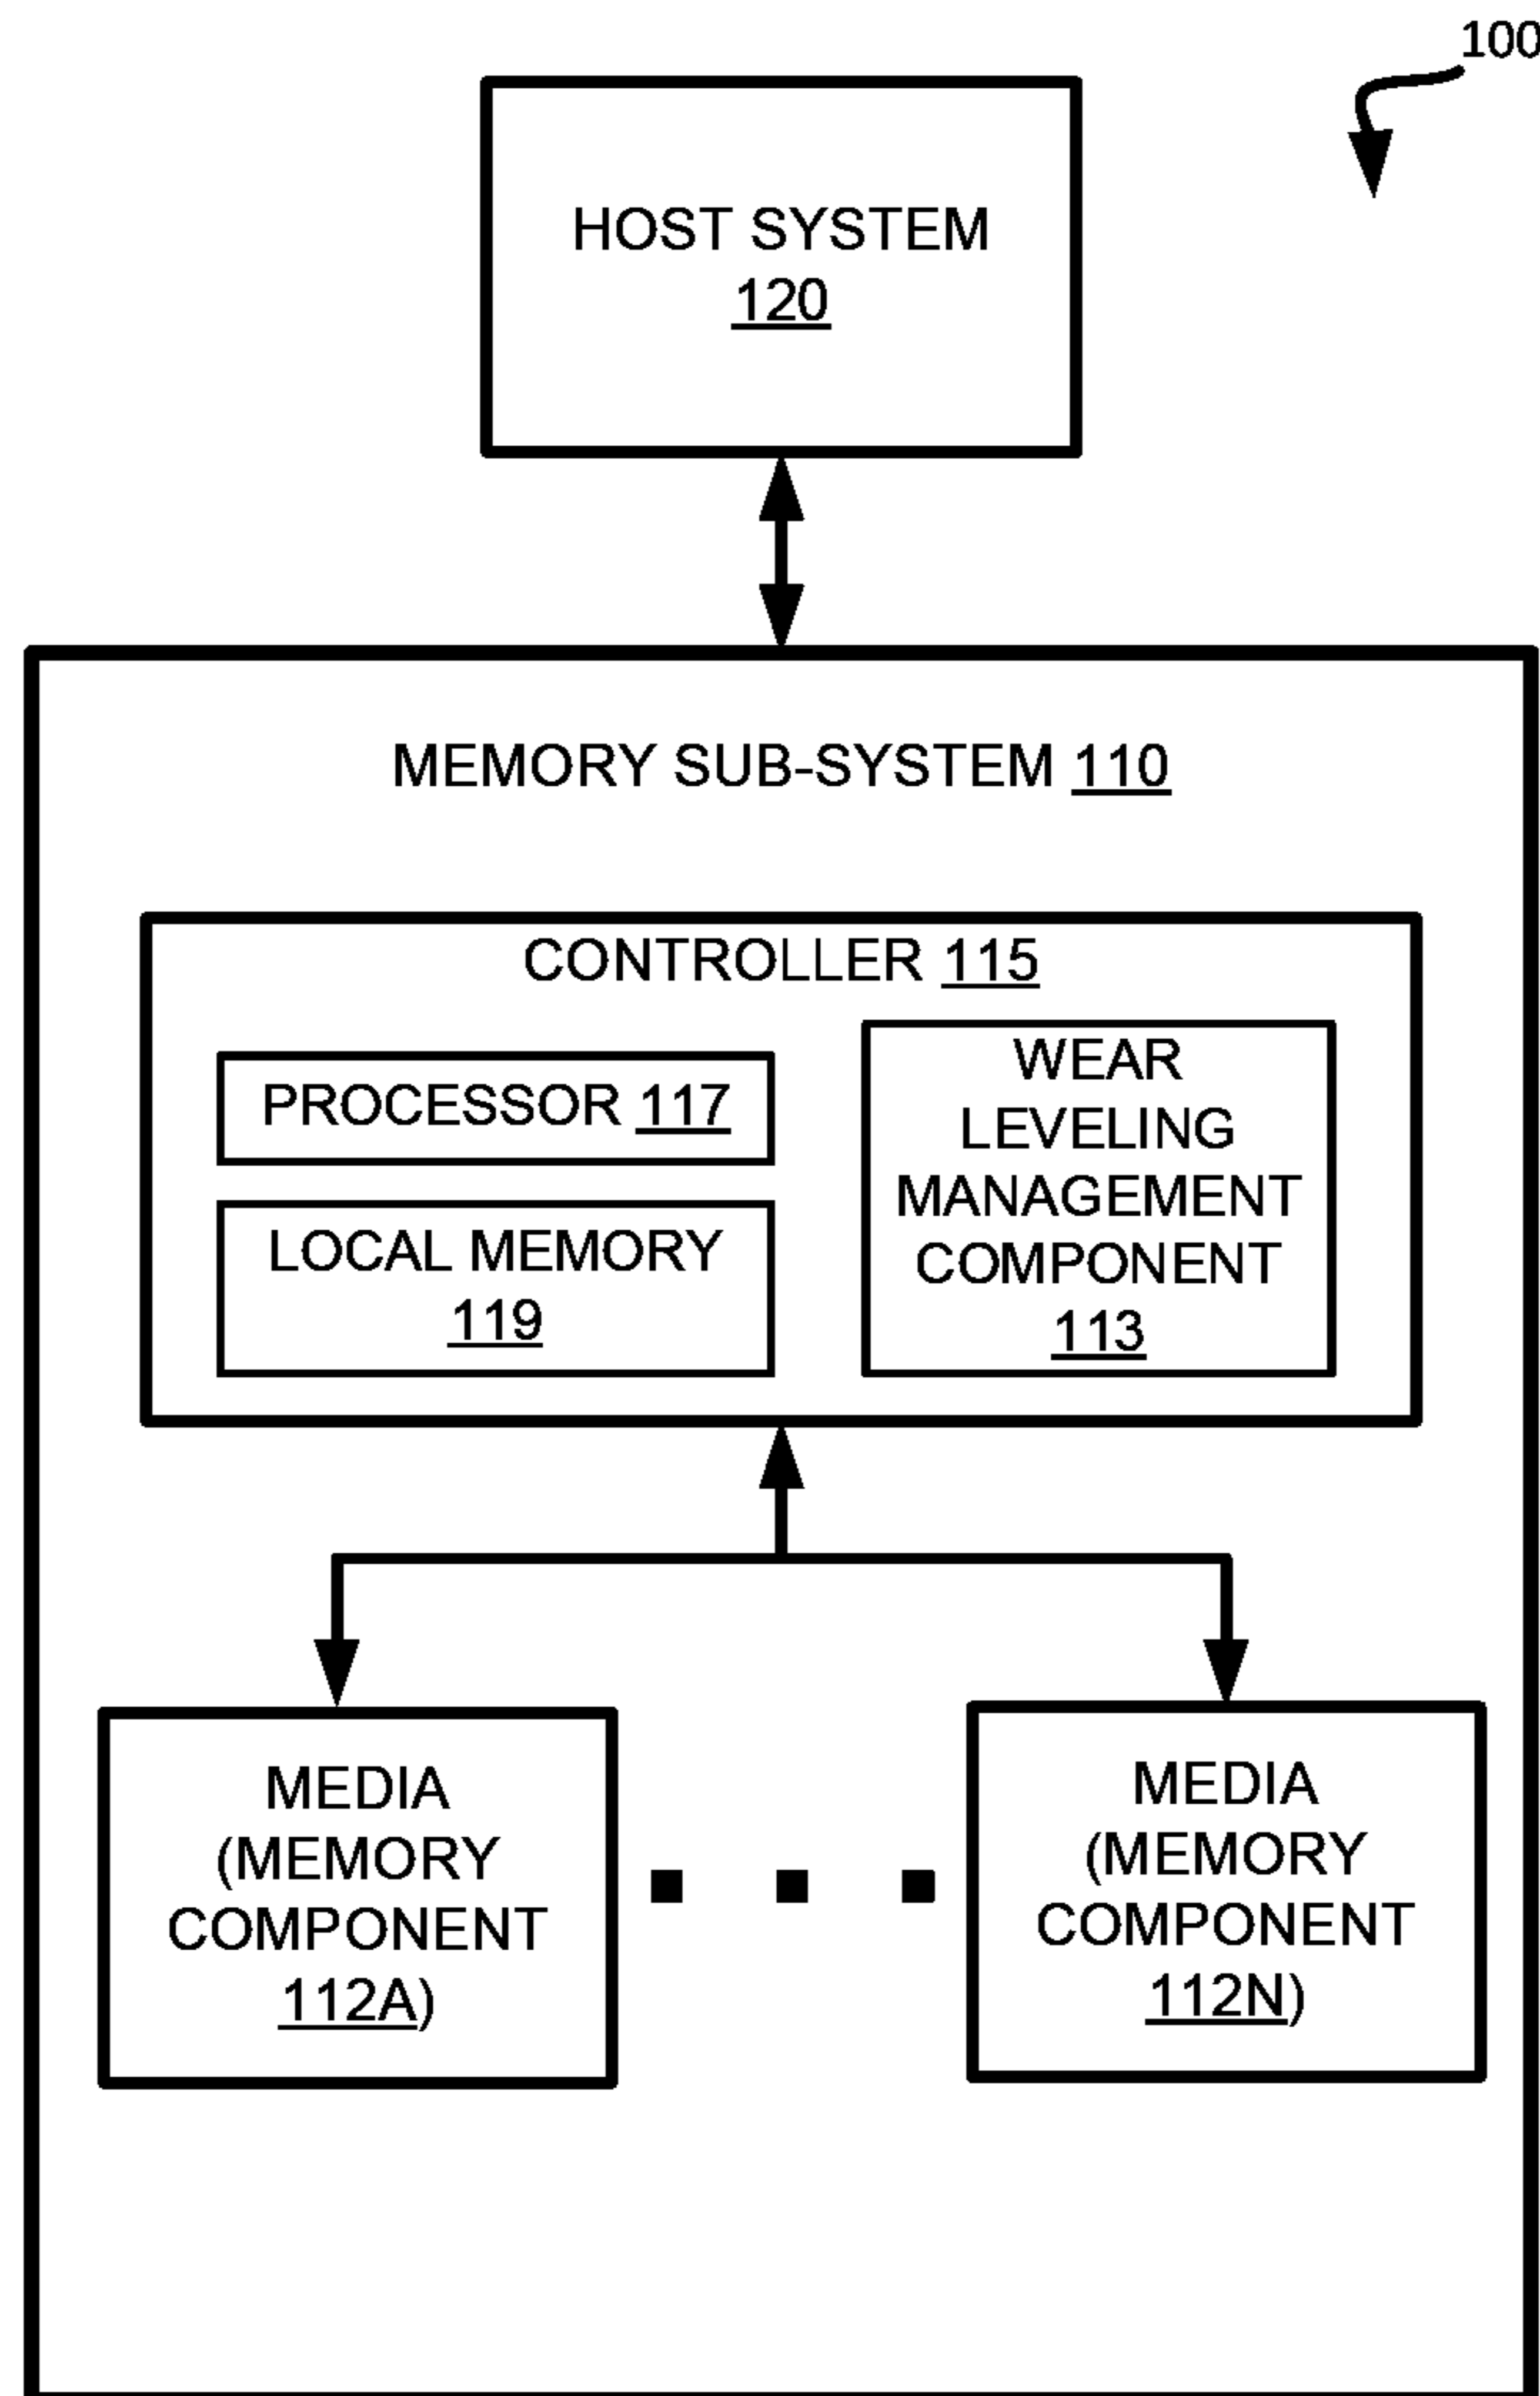 100
HOST SYSTEM
120
MEMORY SUB-SYSTEM 110
CONTROLLER 115
PROCESSOR 117
LOCAL MEMORY
119
WEAR
LEVELING
MANAGEMENT
COMPONENT
113
MEDIA
(MEMORY
COMPONENT
112A)
MEDIA
(MEMORY
COMPONENT
112N)